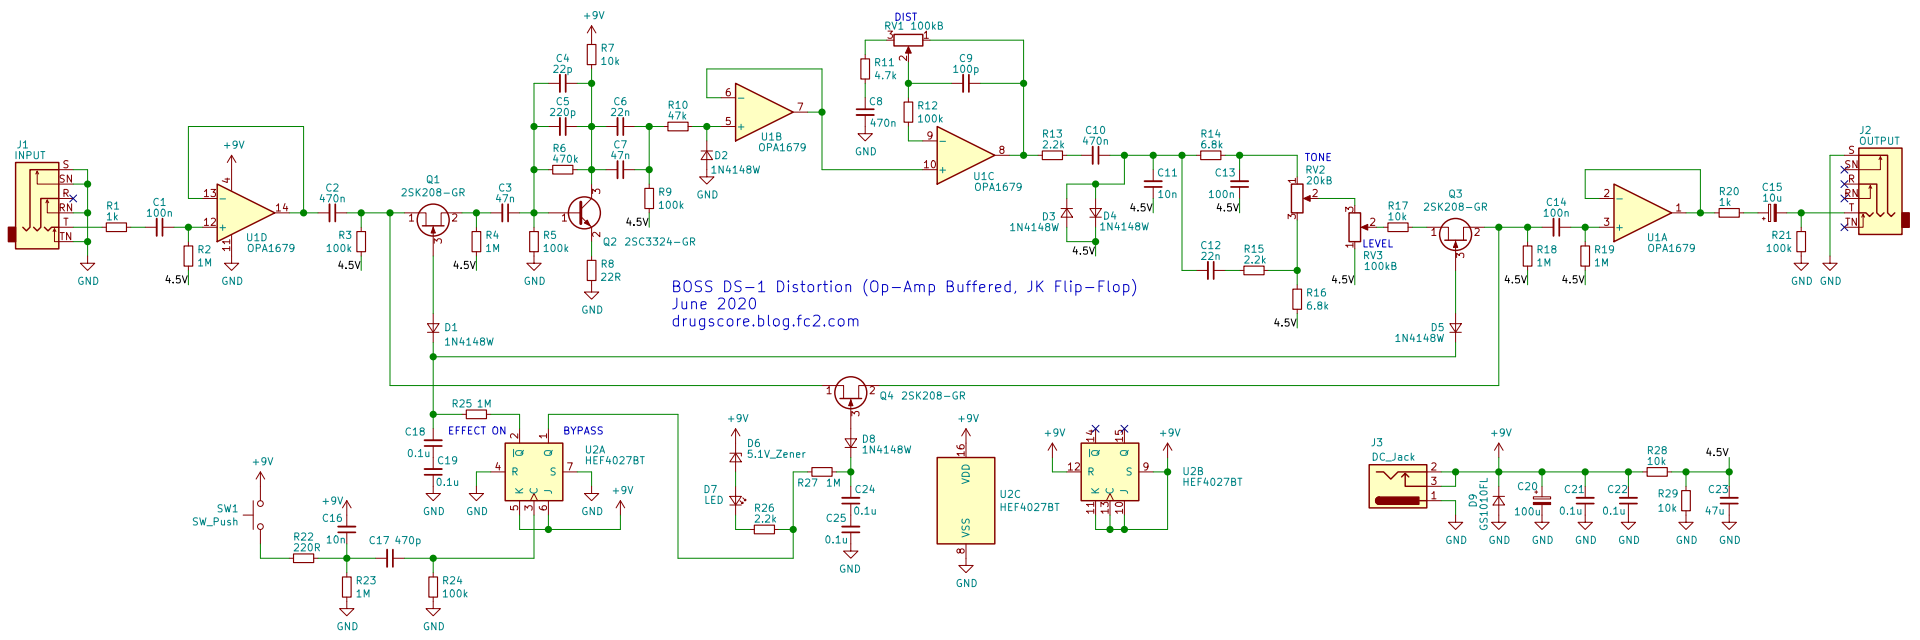 J1
INPUT
S
SN
R
RN
T
TN
GND
R1
1k
C1
100n
R2
1M
4.5V
+9V
13
12
4
11
14
U1D
OPA1679
GND
C2
470n
R3
100k
4.5V
Q1
2SK208-GR
1
2
3
R4
1M
4.5V
C3
47n
R5
100k
GND
C4
22p
C5
220p
R6
470k
+9V
R7
10k
C6
22n
C7
47n
1
3
2
Q2 2SC3324-GR
R8
22R
GND
R9
100k
4.5V
R10
47k
D2
1N4148W
GND
6
5
7
U1B
OPA1679
DIST
RV1 100kB
3
1
2
R11
4.7k
C8
470n
GND
C9
100p
R12
100k
9
10
8
U1C
OPA1679
R13
2.2k
C10
470n
D3
1N4148W
D4
1N4148W
4.5V
C11
10n
4.5V
R14
6.8k
C13
100n
4.5V
C12
22n
R15
2.2k
TONE
RV2
20kB
1
2
3
R16
6.8k
4.5V
3
2
1
LEVEL
RV3
100kB
4.5V
R17
10k
Q3
2SK208-GR
1
2
3
R18
1M
4.5V
C14
100n
R19
1M
4.5V
2
3
1
U1A
OPA1679
R20
1k
C15
10u
R21
100k
GND
GND
J2
OUTPUT
S
SN
R
RN
T
TN
BOSS DS-1 Distortion (Op-Amp Buffered, JK Flip-Flop)
June 2020
drugscore.blog.fc2.com
D1
1N4148W
D5
1N4148W
1
2
3
Q4 2SK208-GR
D8
1N4148W
R25 1M
C18
0.1u
C19
0.1u
GND
EFFECT ON
BYPASS
2
1
Q
Q
4
R
S
7
K
C
J
5
3
6
U2A
HEF4027BT
GND
GND
+9V
+9V
SW1
SW_Push
R22
220R
+9V
C16
10n
R23
1M
GND
C17 470p
R24
100k
GND
+9V
D6
5.1V_Zener
D7
LED
R26
2.2k
R27 1M
C24
0.1u
C25
0.1u
GND
+9V
16
VDD
VSS
8
U2C
HEF4027BT
GND
+9V
14
15
Q
Q
12
R
S
9
K
C
J
11
13
10
U2B
HEF4027BT
+9V
J3
DC_Jack
2
3
1
GND
+9V
D9
GS1010FL
GND
C20
100u
GND
C21
0.1u
GND
C22
0.1u
GND
R28
10k
R29
10k
GND
4.5V
C23
47u
GND